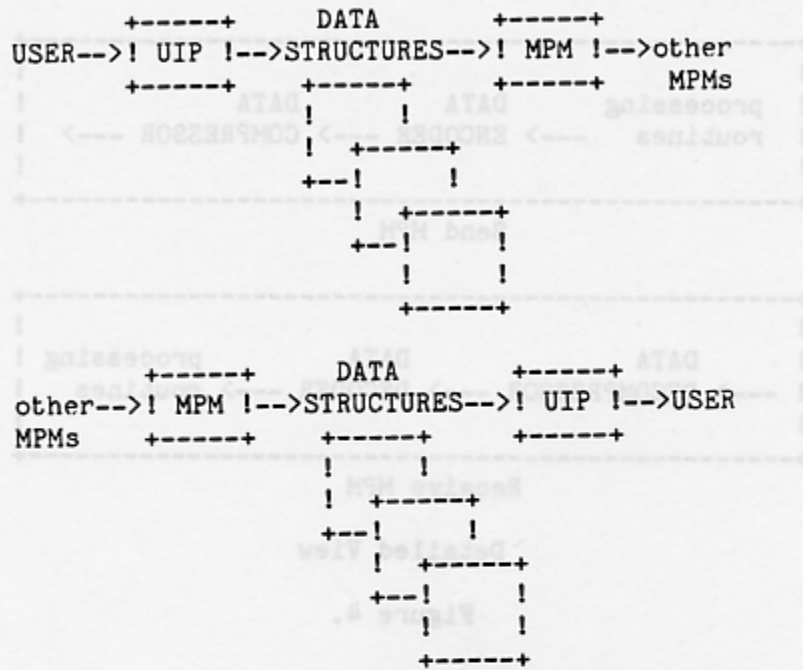 +-----+ DATA +-----+
USER-->! UIP !-->STRUCTURES-->! MPM !-->other
+-----+ +-----+ +-----+ MPMs
! !
! +-----+
+--! !
! +-----+
+--! !
! !
+-----+
+-----+ DATA +-----+
other-->! MPM !-->STRUCTURES-->! UIP !-->USER
MPMs +-----+ +-----+ +-----+
! !
! +-----+
+--! !
! +-----+
+--! !
! !
+-----+